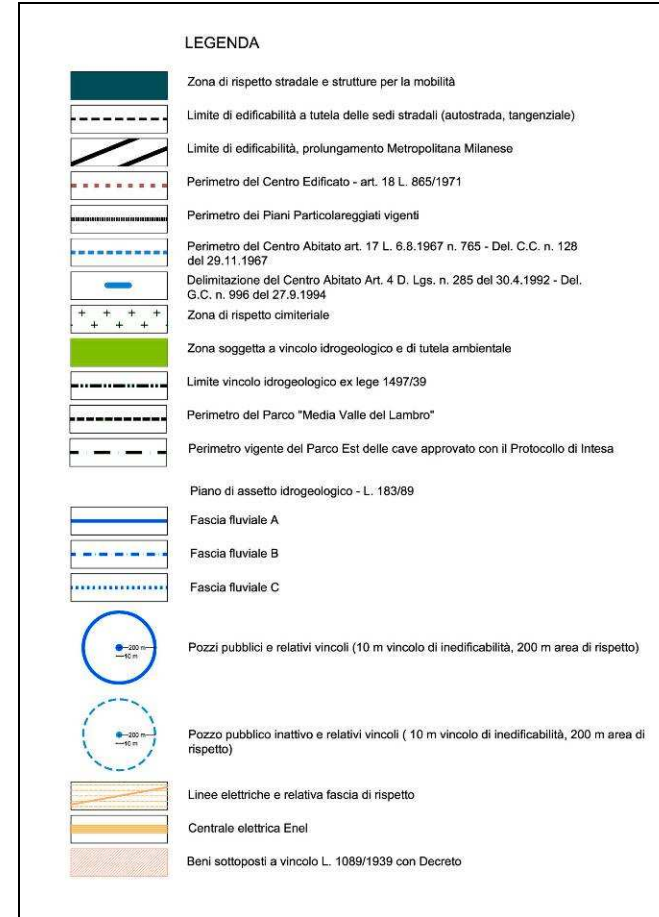 LEGENDA
Zona di rispetto stradale e strutture per la mobilità
Limite di edificabilità a tutela delle sedi stradali (autostrada, tangenziale)
Limite di edificabilità, prolungamento Metropolitana Milanese
Perimetro del Centro Edificato - art. 18 L. 865/1971
Perimetro dei Piani Particolareggiati vigenti
Perimetro del Centro Abitato art. 17 L. 6.8.1967 n. 765 - Del. C.C. n. 128
del 29.11.1967
Delimitazione del Centro Abitato Art. 4 D. Lgs. n. 285 del 30.4.1992 - Del.
G.C. n. 996 del 27.9.1994
Zona di rispetto cimiteriale
Zona soggetta a vincolo idrogeologico e di tutela ambientale
Limite vincolo idrogeologico ex lege 1497/39
Perimetro del Parco "Media Valle del Lambro"
Perimetro vigente del Parco Est delle cave approvato con il Protocollo di Intesa
Piano di assetto idrogeologico - L. 183/89
Fascia fluviale A
Fascia fluviale B
Fascia fluviale C
200 m
10 m
Pozzi pubblici e relativi vincoli (10 m vincolo di inedificabilità, 200 m area di rispetto)
200 m
10 m
Pozzo pubblico inattivo e relativi vincoli ( 10 m vincolo di inedificabilità, 200 m area di
rispetto)
Linee elettriche e relativa fascia di rispetto
Centrale elettrica Enel
Beni sottoposti a vincolo L. 1089/1939 con Decreto